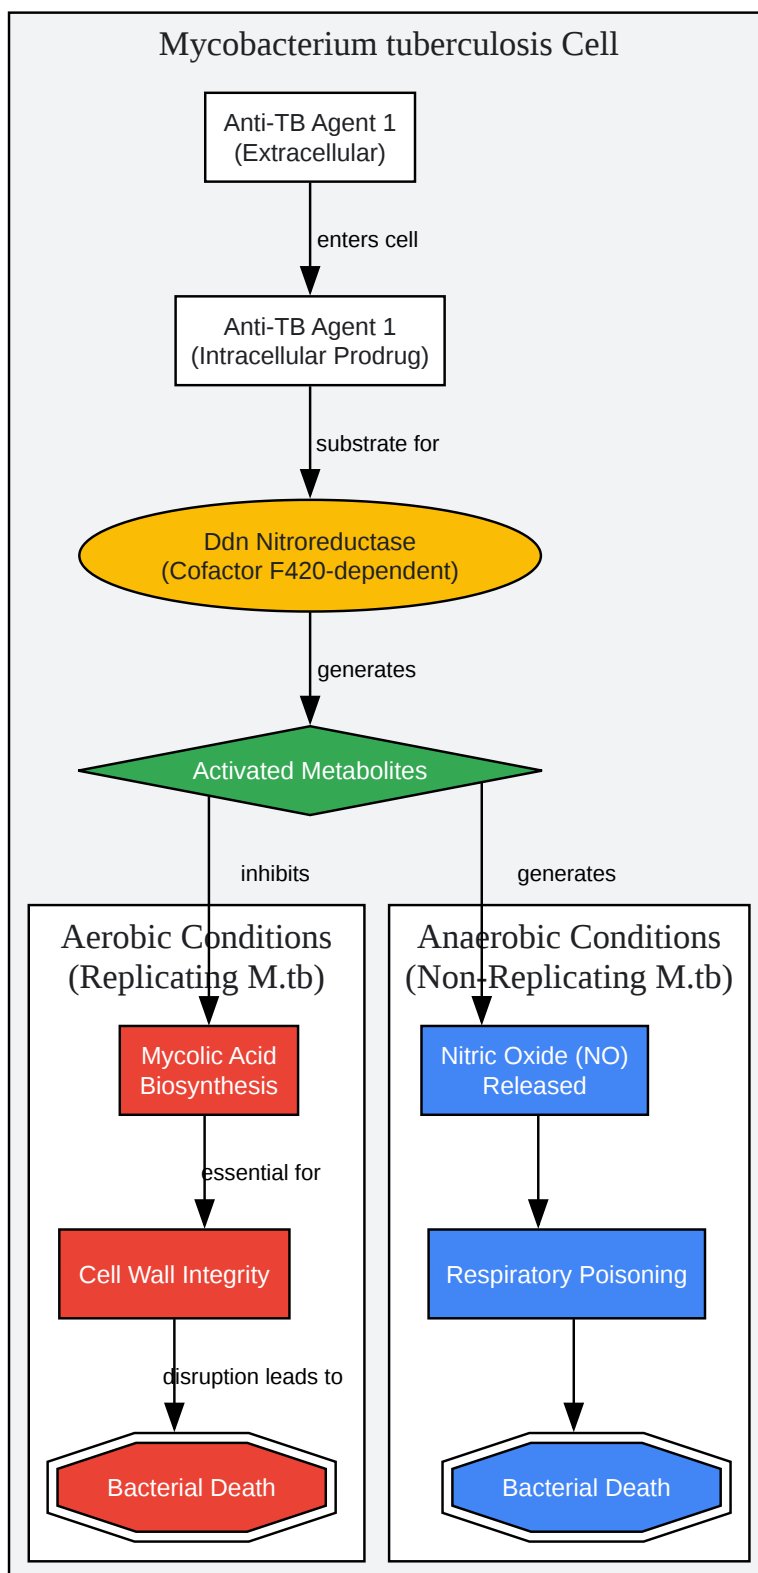 Mycobacterium tuberculosis Cell
Anti-TB Agent 1
(Extracellular)
enters cell
Anti-TB Agent 1
(Intracellular Prodrug)
substrate for
Ddn Nitroreductase
(Cofactor F420-dependent)
generates
Activated Metabolites
inhibits
generates
Aerobic Conditions
(Replicating M.tb)
Mycolic Acid
Biosynthesis
essential for
Cell Wall Integrity
disruption leads to
Bacterial Death
Anaerobic Conditions
(Non-Replicating M.tb)
Nitric Oxide (NO)
Released
Respiratory Poisoning
Bacterial Death